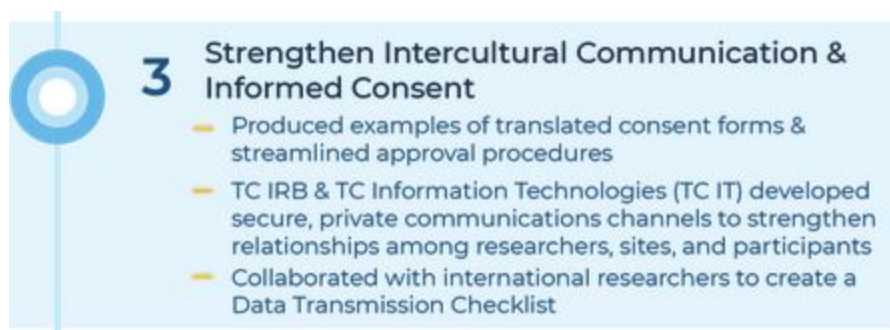 3
Strengthen Intercultural Communication &
Informed Consent
Produced examples of translated consent forms &
streamlined approval procedures
TC IRB & TC Information Technologies (TC IT) developed
secure, private communications channels to strengthen
relationships among researchers, sites, and participants
Collaborated with international researchers to create a
Data Transmission Checklist